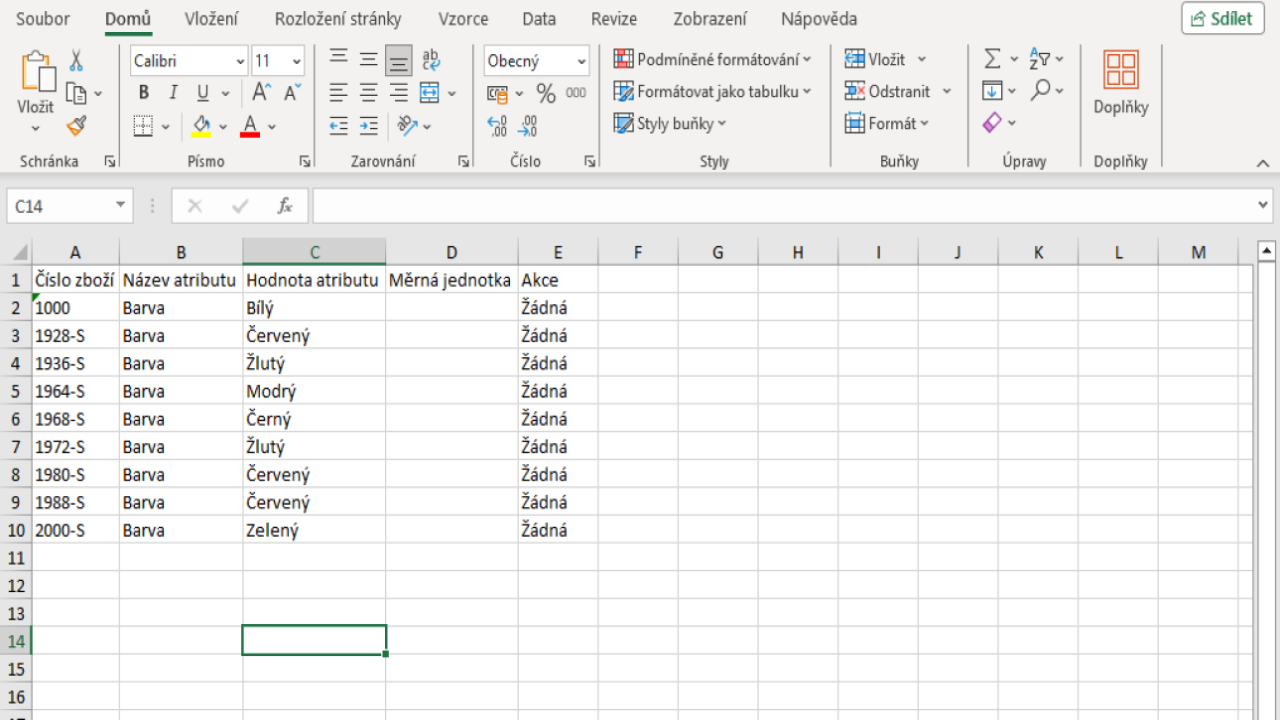 Soubor Domů Vložení Rozložení stránky Vzorce Data Revize Zobrazení Nápověda Sdílet
Calibri 11 ab Obecný Podmíněné formátování Vložit
Vložit B I U A A % 000 Formátovat jako tabulku Odstranit Doplňky
A Styly buňky Formát
Schránka Písmo Zarovnání Číslo Styly Buňky Úpravy Doplňky
C14 fx
A B C D E F G H I J K L M
1 Číslo zboží Název atributu Hodnota atributu Měrná jednotka Akce
2 1000 Barva Bílý Žádná
3 1928-S Barva Červený Žádná
4 1936-S Barva Žlutý Žádná
5 1964-S Barva Modrý Žádná
6 1968-S Barva Černý Žádná
7 1972-S Barva Žlutý Žádná
8 1980-S Barva Červený Žádná
9 1988-S Barva Červený Žádná
10 2000-S Barva Zelený Žádná
11
12
13
14
15
16